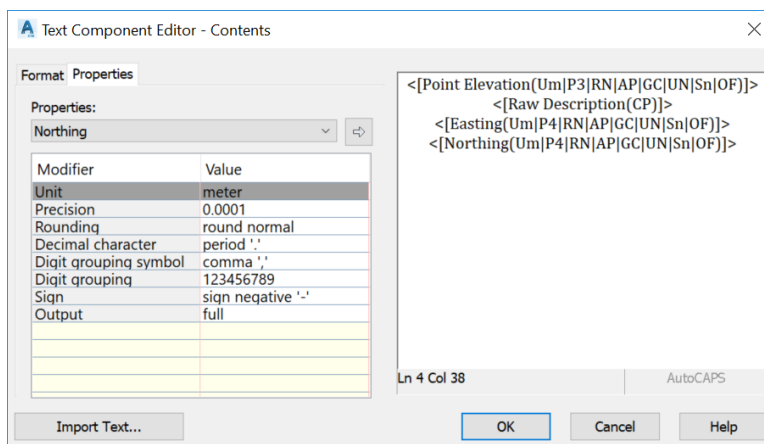 Text Component Editor - Contents
Format Properties
Properties:
Northing
Modifier Value
Unit meter
Precision 0.0001
Rounding round normal
Decimal character period '.'
Digit grouping symbol comma ','
Digit grouping 123456789
Sign sign negative '-'
Output full
Import Text...
<[Point Elevation(Um|P3|RN|AP|GC|UN|Sn|OF)]>
<[Raw Description(CP)]>
<[Easting(Um|P4|RN|AP|GC|UN|Sn|OF)]>
<[Northing(Um|P4|RN|AP|GC|UN|Sn|OF)]>
Ln 4 Col 38 AutoCAPS
OK Cancel Help